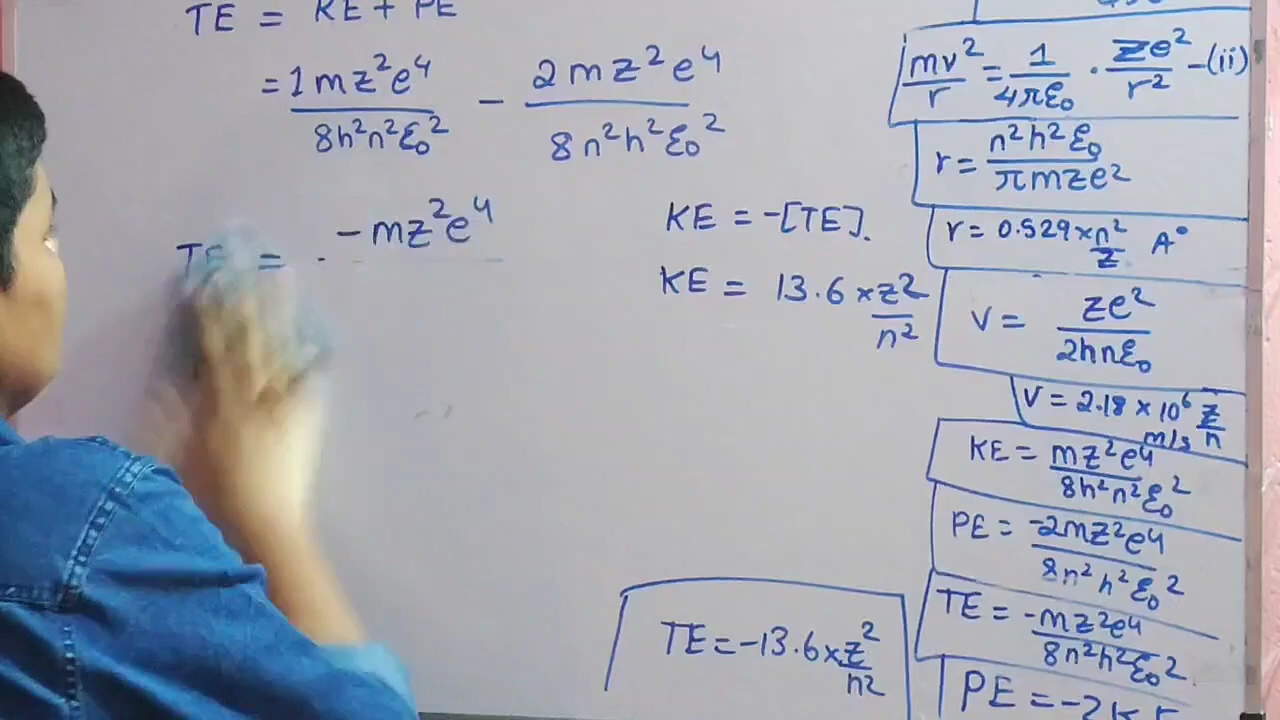 TE = KE + PE
= 1mz²e⁴/8h²n²ε₀² − 2mz²e⁴/8n²h²ε₀²
TE = −mz²e⁴
KE = −[TE].
KE = 13.6 × z²/n²
TE = −13.6 × z²/n²
mv²/r = 1/4πε₀ · ze²/r² − (ii)
r = n²h²ε₀/πmze²
r = 0.529 × n²/z A°
v = ze²/2hnε₀
v = 2.18 × 10⁶ z/n m/s
KE = mz²e⁴/8h²n²ε₀²
PE = −2mz²e⁴/8n²h²ε₀²
TE = −mz²e⁴/8n²h²ε₀²
PE = −2KE